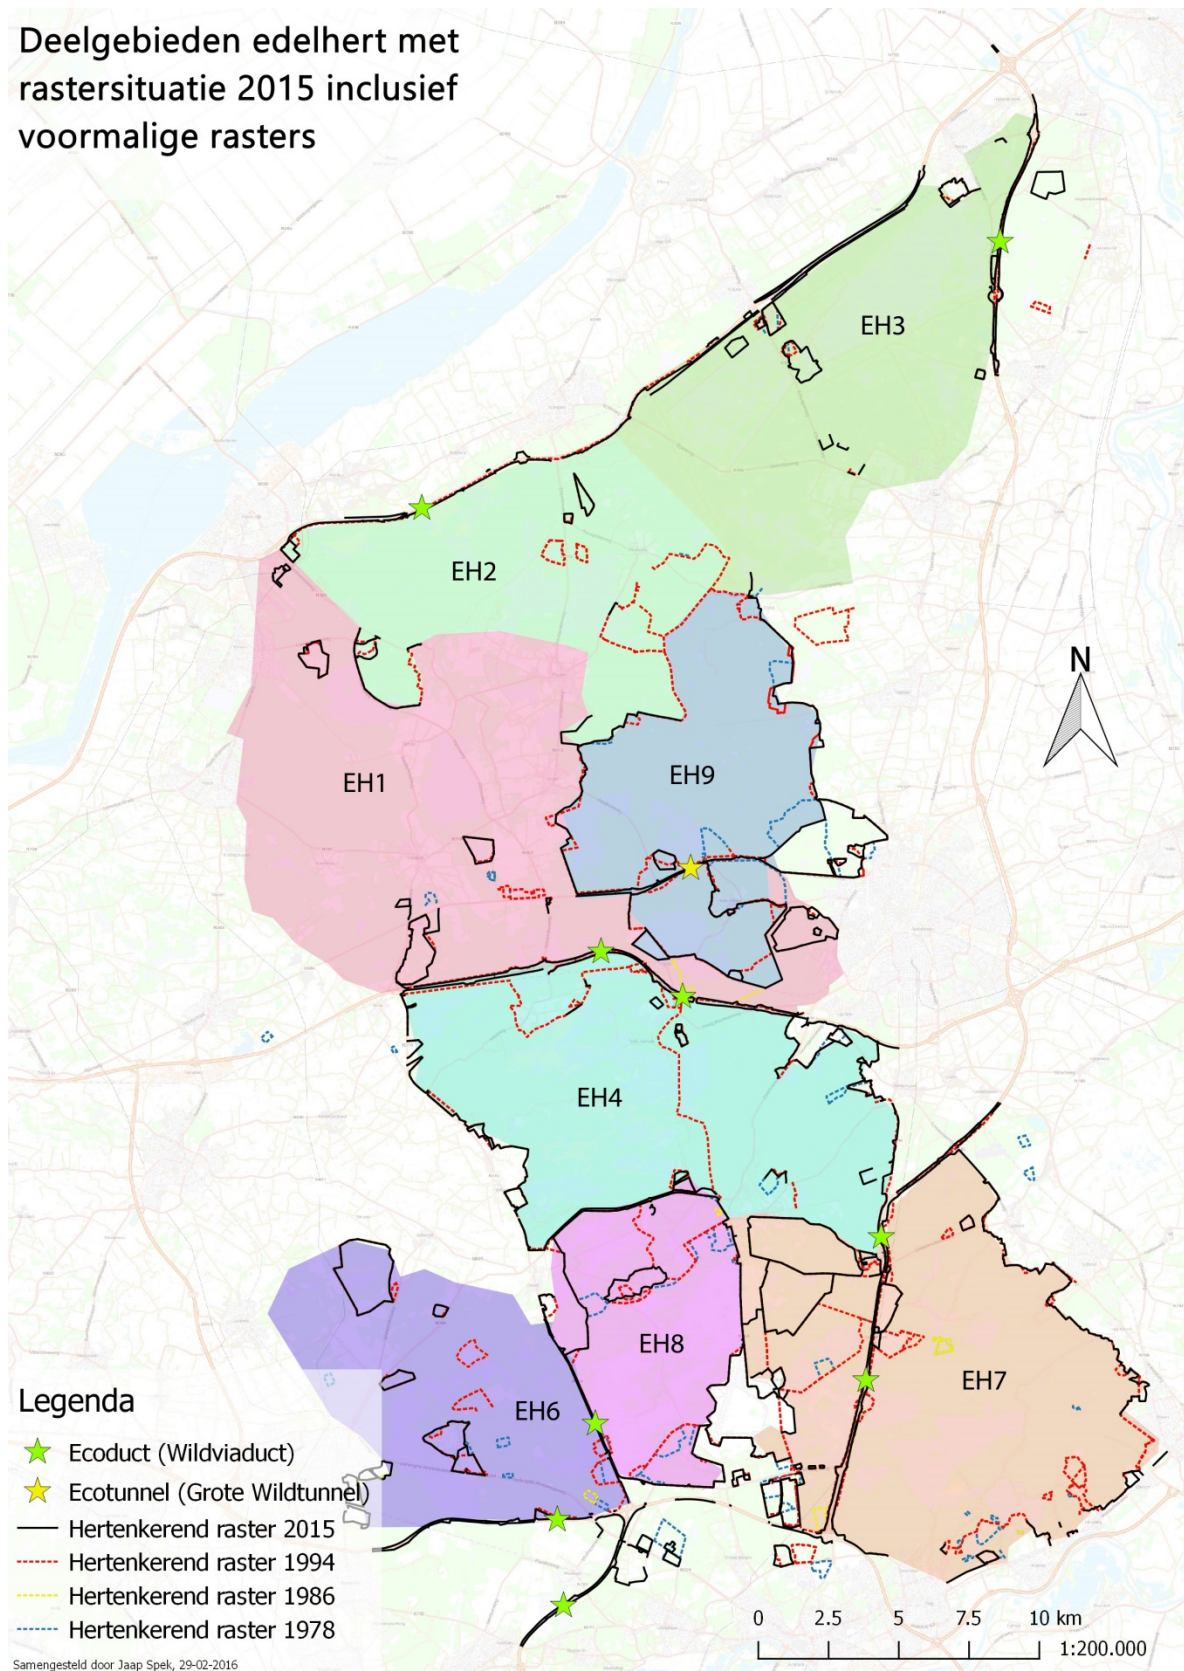 Deelgebieden edelhert met
rastersituatie 2015 inclusief
voormalige rasters
EH3
EH2
N
EH1
EH9
EH4
EH8
EH7
EH6
Legenda
Ecoduct (Wildviaduct)
Ecotunnel (Grote Wildtunnel)
Hertenkerend raster 2015
Hertenkerend raster 1994
Hertenkerend raster 1986
Hertenkerend raster 1978
0 2.5 5 7.5 10 km
1:200.000
Samengesteld door Jaap Spek, 29-02-2016